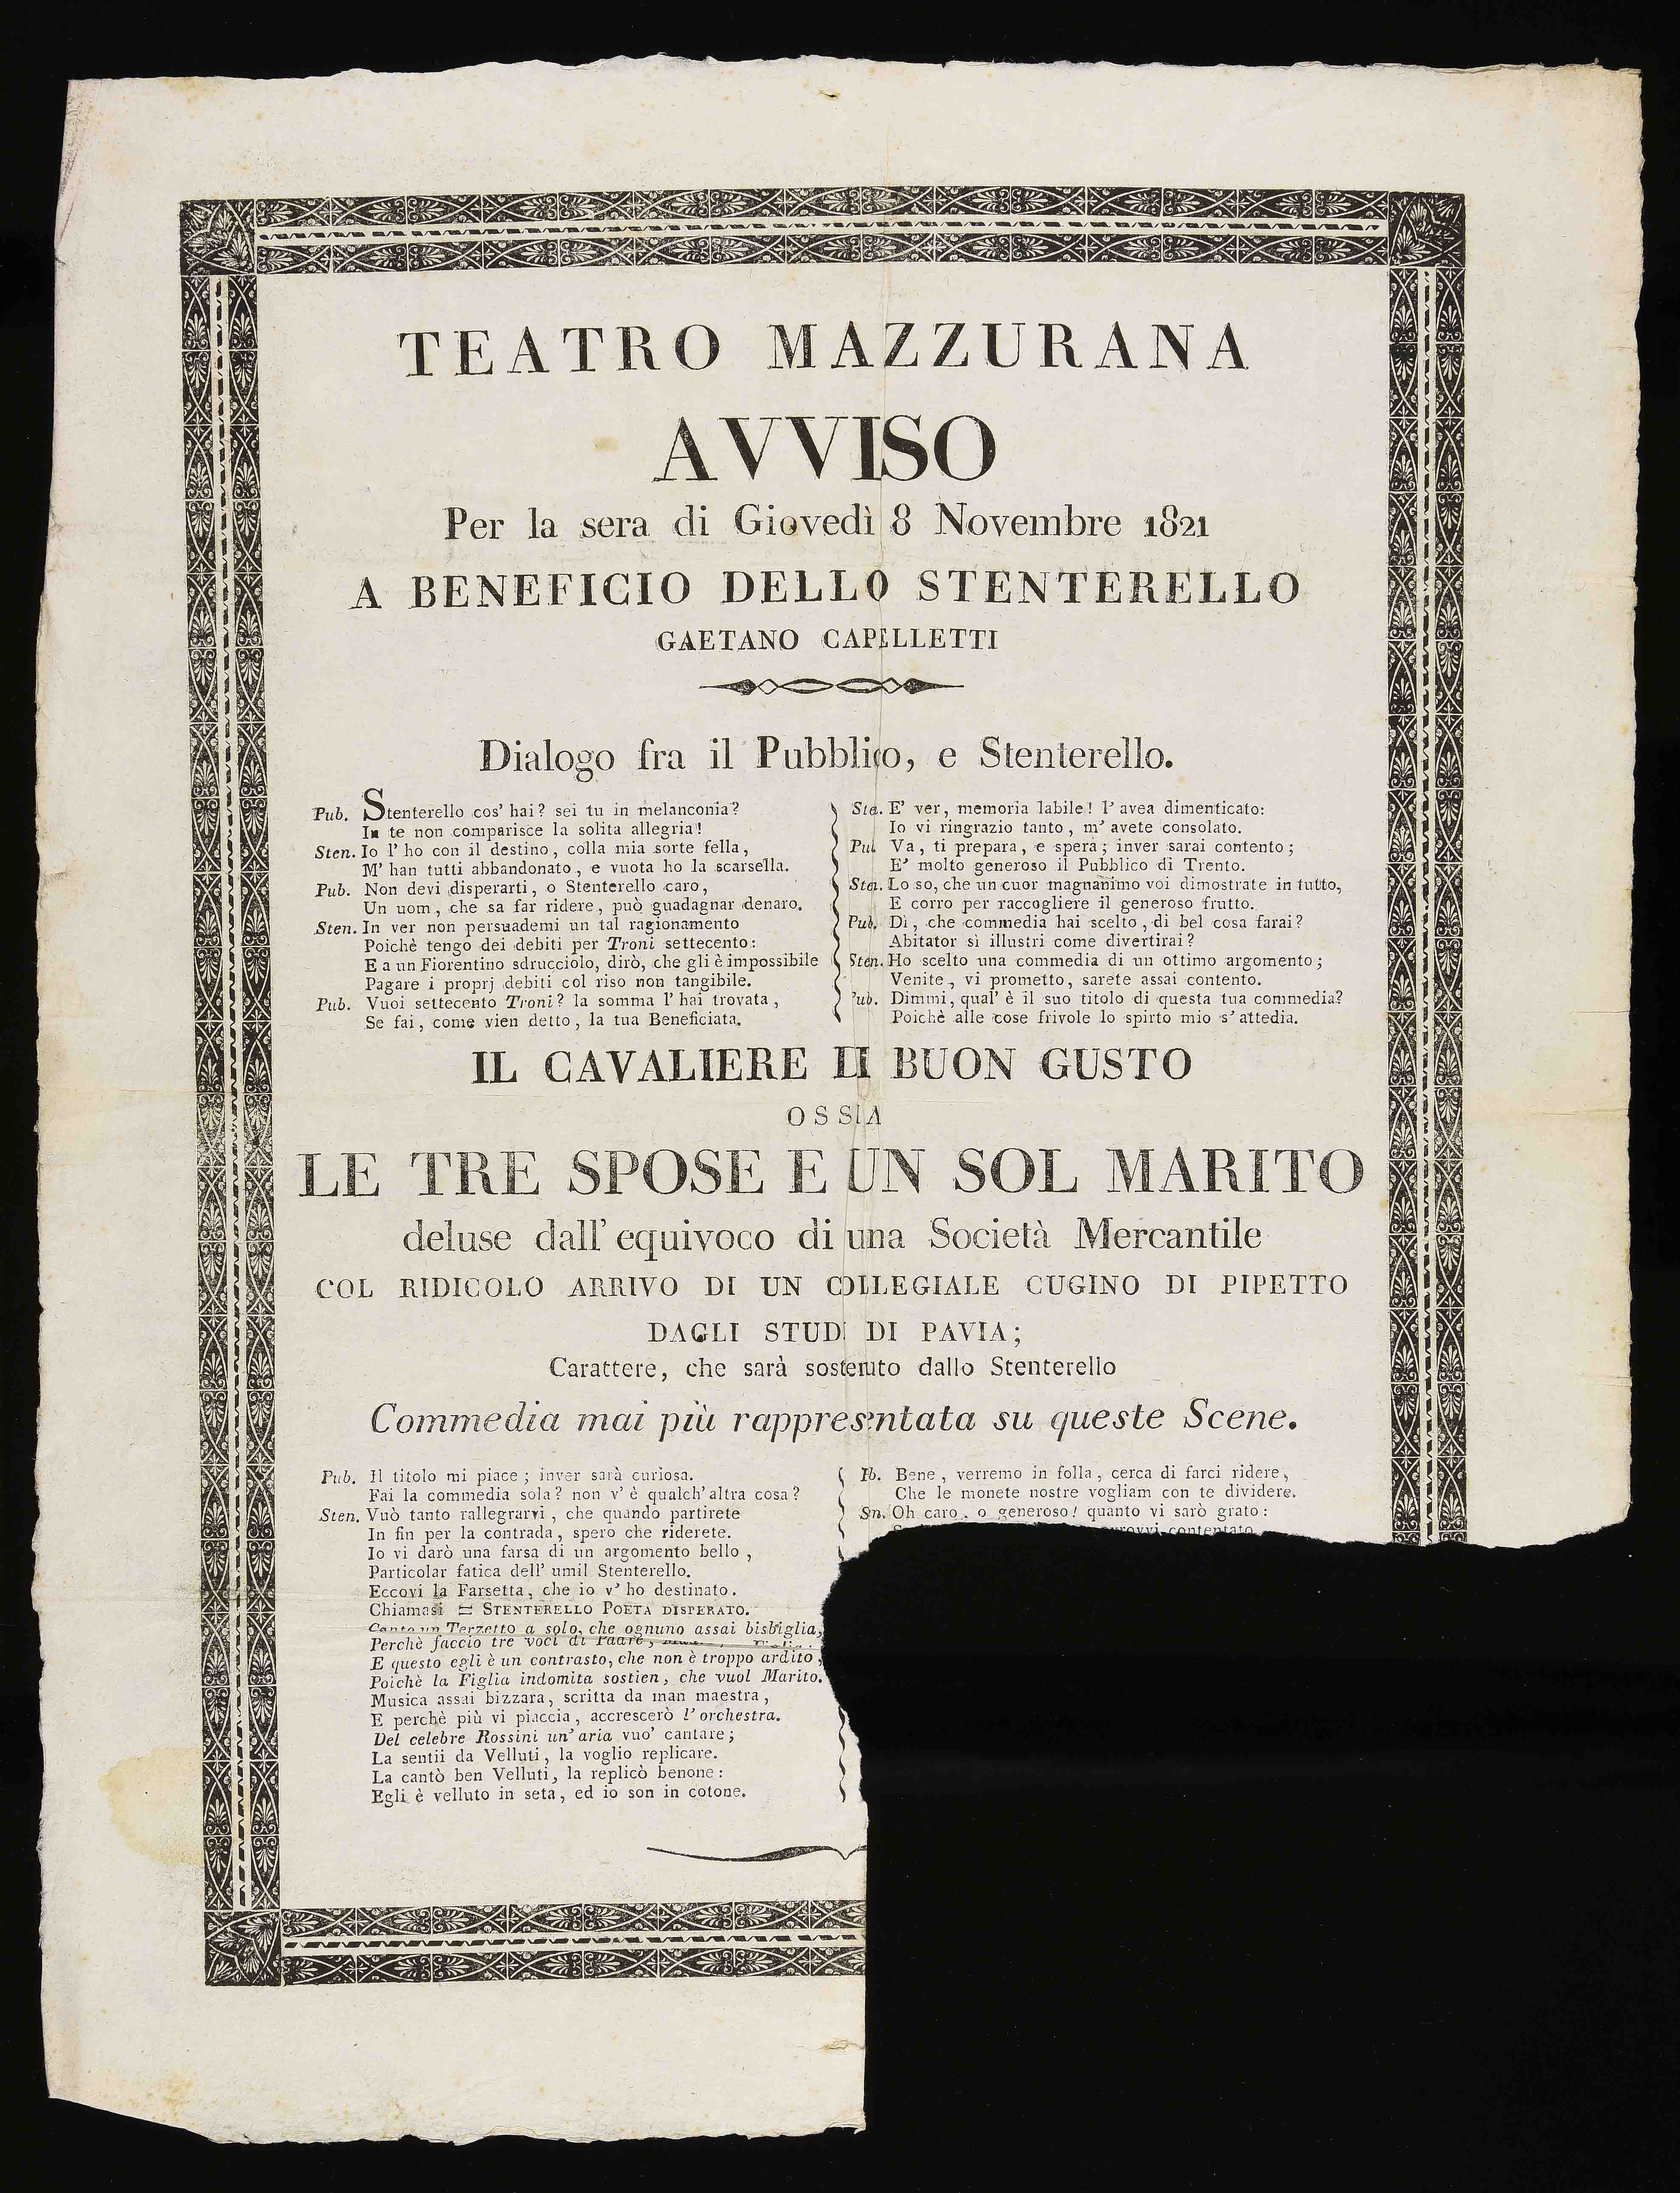 TEATRO MAZZURANA
AVVISO
Per la sera di Giovedì 8 Novembre 1821
A BENEFICIO DELLO STENTERELLO
GAETANO CAPELLETTI
Dialogo fra il Pubblico, e Stenterello.
Pub. Stenterello cos' hai? sei tu in melanconia?
In te non comparisce la solita allegria!
Sten. Io l' ho con il destino, colla mia sorte fella,
M' han tutti abbandonato, e vuota ho la scarsella.
Pub. Non devi disperarti, o Stenterello caro,
Un uom, che sa far ridere, può guadagnar denaro.
Sten. In ver non persuademi un tal ragionamento
Poichè tengo dei debiti per Troni settecento:
E a un Fiorentino sdrucciolo, dirò, che gli è impossibile
Pagare i proprj debiti col riso non tangibile.
Pub. Vuoi settecento Troni? la somma l' hai trovata,
Se fai, come vien detto, la tua Beneficiata.
Ste. E' ver, memoria labile! l' avea dimenticato:
Io vi ringrazio tanto, m' avete consolato.
Pu Va, ti prepara, e spera; inver sarai contento;
E' molto generoso il Pubblico di Trento.
Sten. Lo so, che un cuor magnanimo voi dimostrate in tutto,
E corro per raccogliere il generoso frutto.
Pub. Dì, che commedia hai scelto, di bel cosa farai?
Abitator sì illustri come divertirai?
Sten. Ho scelto una commedia di un ottimo argomento;
Venite, vi prometto, sarete assai contento.
Pub. Dimmi, qual' è il suo titolo di questa tua commedia?
Poichè alle cose frivole lo spirto mio s' attedia.
IL CAVALIERE DI BUON GUSTO
OSSIA
LE TRE SPOSE E UN SOL MARITO
deluse dall' equivoco di una Società Mercantile
COL RIDICOLO ARRIVO DI UN COLLEGIALE CUGINO DI PIPETTO
DAGLI STUDI DI PAVIA;
Carattere, che sarà sostenuto dallo Stenterello
Commedia mai più rappresentata su queste Scene.
Pub. Il titolo mi piace; inver sarà curiosa.
Fai la commedia sola? non v' è qualch' altra cosa?
Sten. Vuò tanto rallegrarvi, che quando partirete
In fin per la contrada, spero che riderete.
Io vi darò una farsa di un argomento bello,
Particolar fatica dell' umil Stenterello.
Eccovi la Farsetta, che io v' ho destinato.
Chiamasi = STENTERELLO POETA DISPERATO.
Canto un Terzetto a solo, che ognuno assai bisbiglia,
Perchè faccio tre voci di Padre,
E questo egli è un contrasto, che non è troppo ardito,
Poichè la Figlia indomita sostien, che vuol Marito.
Musica assai bizzara, scritta da man maestra,
E perchè più vi piaccia, accrescerò l' orchestra.
Del celebre Rossini un' aria vuo' cantare;
La sentii da Velluti, la voglio replicare.
La cantò ben Velluti, la replicò benone:
Egli è velluto in seta, ed io son in cotone.
Pb. Bene, verremo in folla, cerca di farci ridere,
Che le monete nostre vogliam con te dividere.
Sn. Oh caro, o generoso! quanto vi sarò grato:
contentato